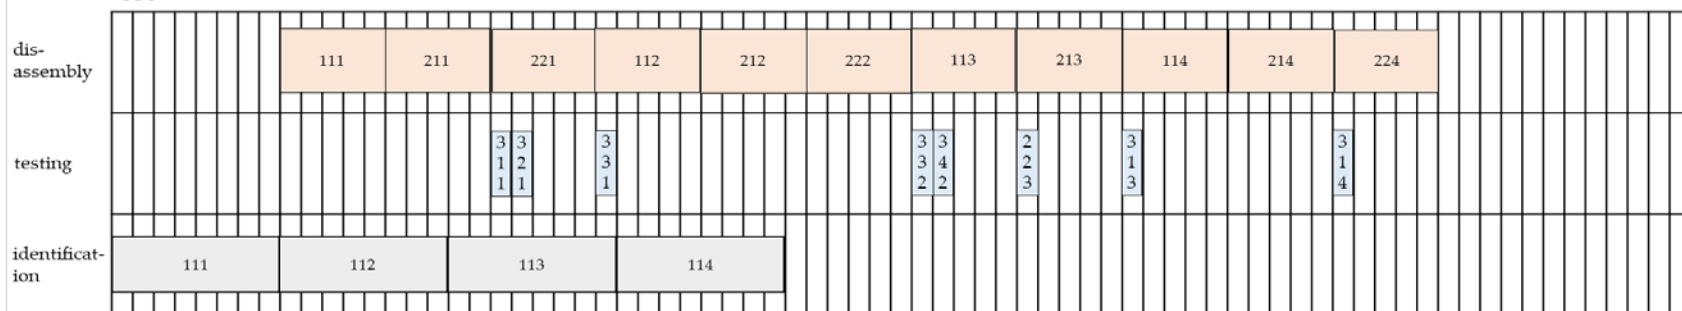 dis-
assembly
111 211 221 112 212 222 113 213 114 214 224
testing
3 3 3 3 3 2 3 3
1 2 3 3 4 2 1 1
1 1 1 2 2 3 3 4
identificat-
ion
111 112 113 114